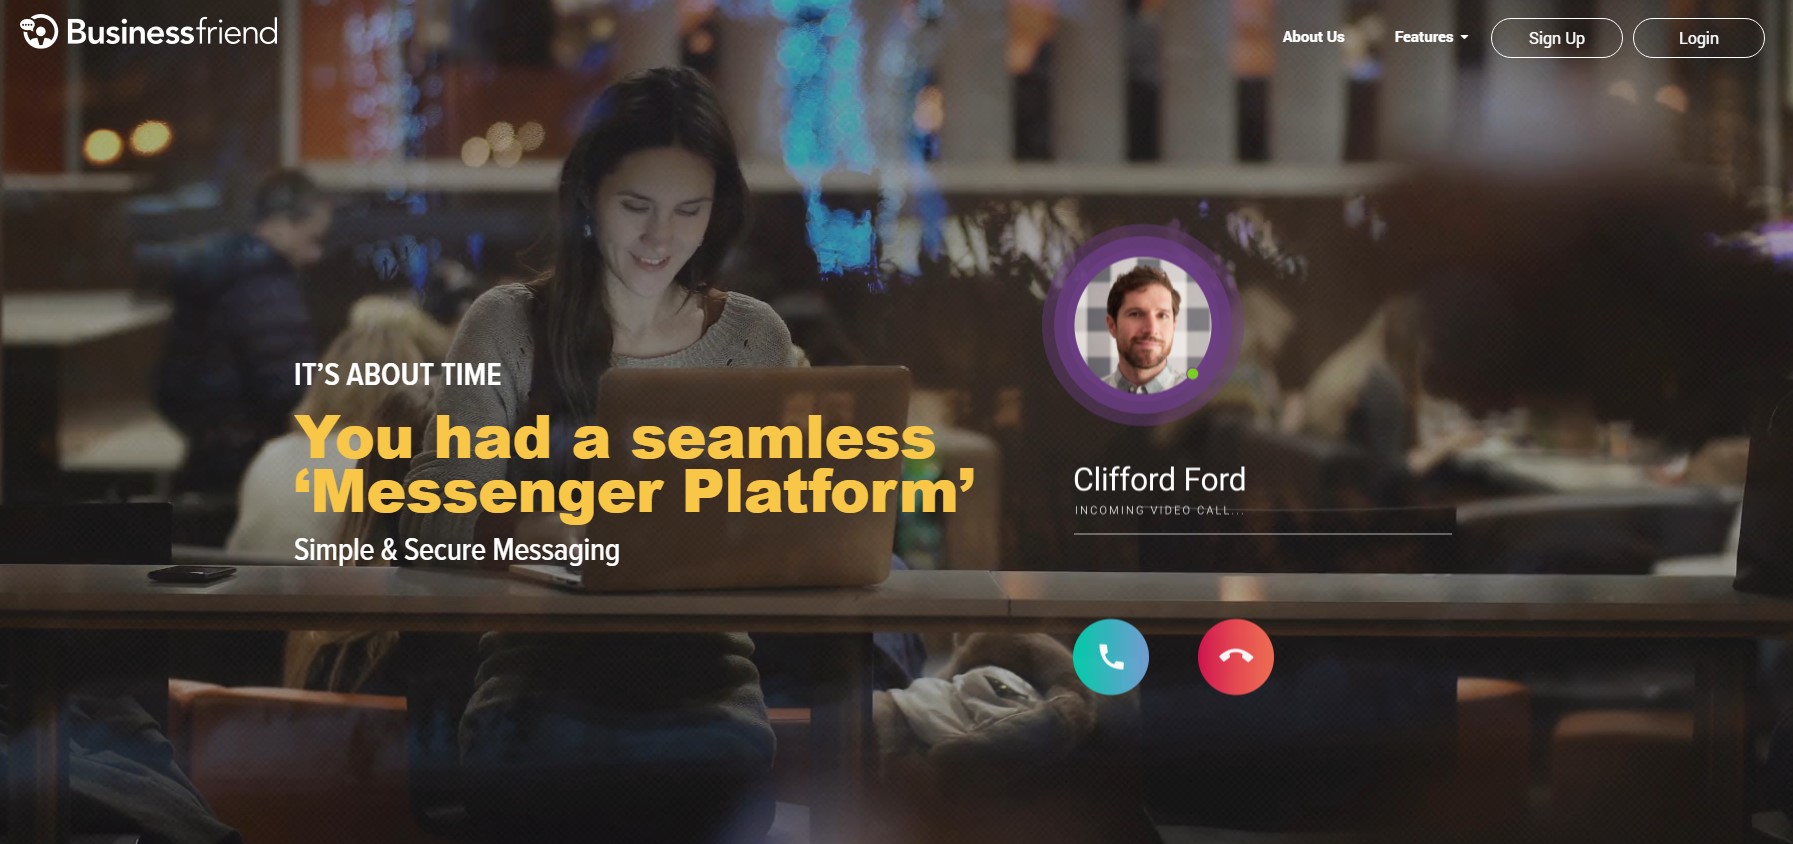 Businessfriend
About Us
Features
Sign Up
Login
IT’S ABOUT TIME
You had a seamless
‘Messenger Platform’
Simple & Secure Messaging
Clifford Ford
INCOMING VIDEO CALL...